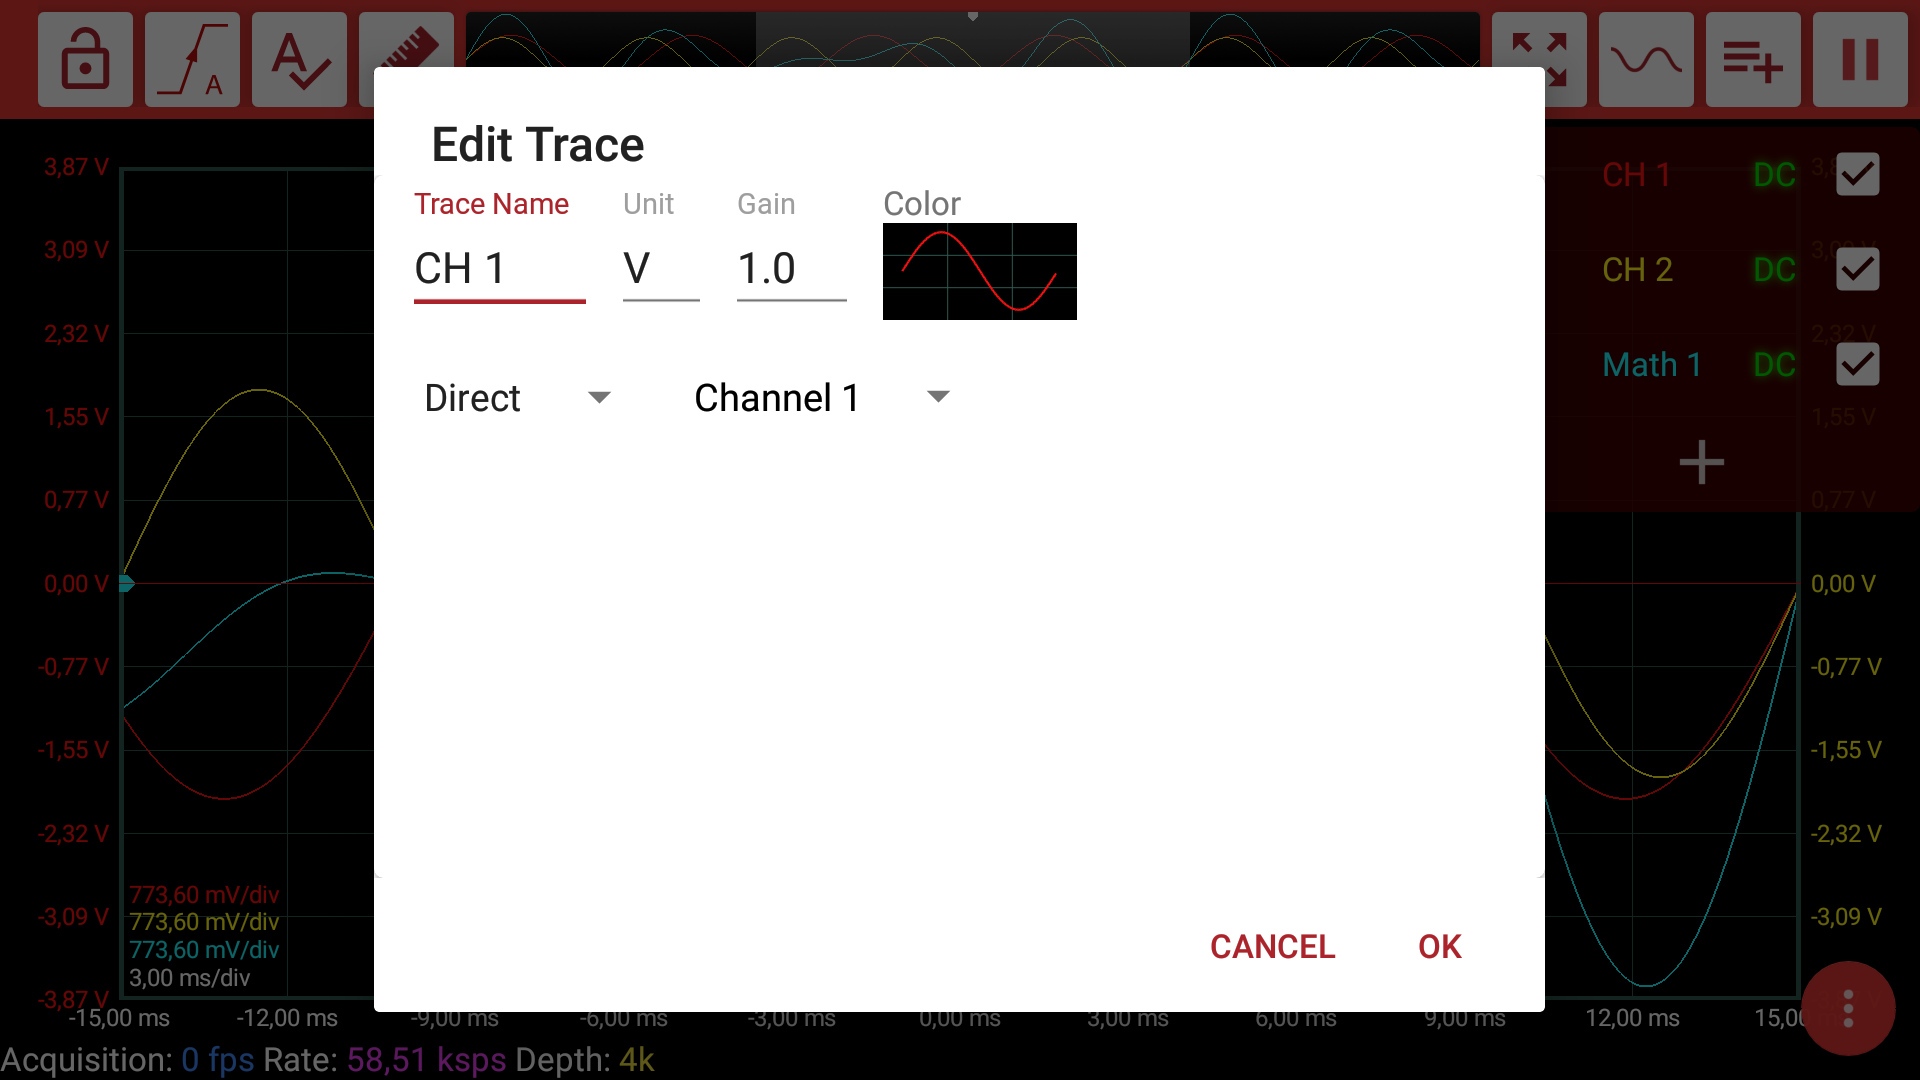 A
A
Edit Trace
Trace Name Unit Gain Color
CH 1 V 1.0
Direct Channel 1
CANCEL OK
CH 1 DC
CH 2 DC
Math 1 DC
3,87 V
3,09 V
2,32 V
1,55 V
0,77 V
0,00 V
-0,77 V
-1,55 V
-2,32 V
-3,09 V
-3,87 V
2,32 V
1,55 V
0,77 V
0,00 V
-0,77 V
-1,55 V
-2,32 V
-3,09 V
773,60 mV/div
773,60 mV/div
773,60 mV/div
3,00 ms/div
-15,00 ms -12,00 ms -9,00 ms -6,00 ms -3,00 ms 0,00 ms 3,00 ms 6,00 ms 9,00 ms 12,00 ms 15,00
Acquisition: 0 fps Rate: 58,51 ksps Depth: 4k